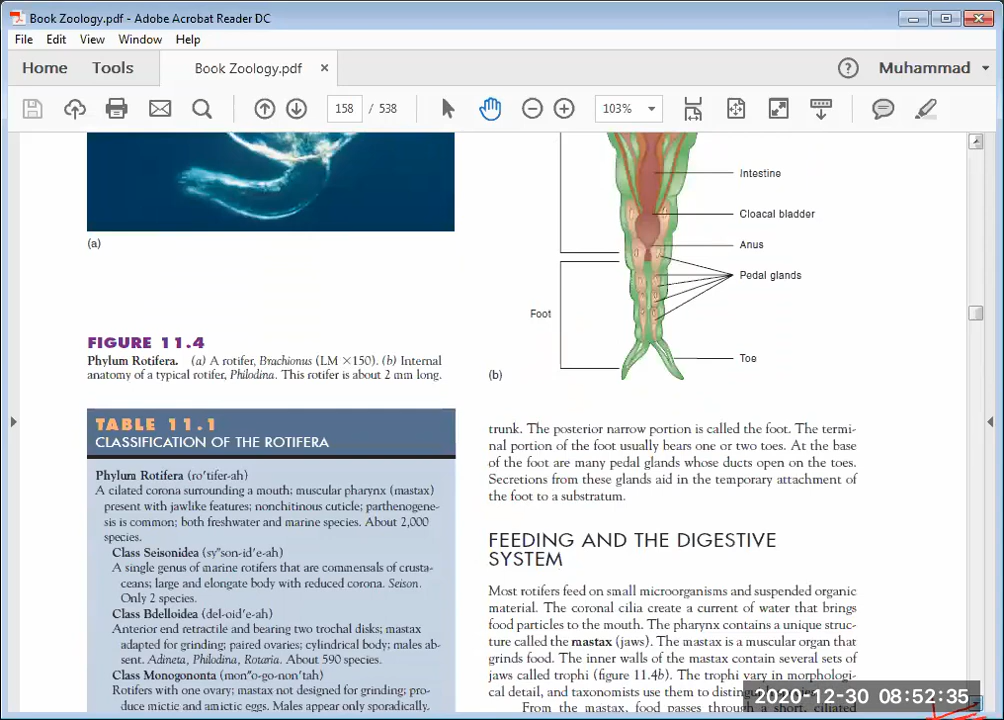 Book Zoology.pdf - Adobe Acrobat Reader DC
File Edit View Window Help
Home Tools Book Zoology.pdf × Muhammad
158 / 538 103%
(a)
FIGURE 11.4
Phylum Rotifera. (a) A rotifer, Brachionus (LM ×150). (b) Internal
anatomy of a typical rotifer, Philodina. This rotifer is about 2 mm long.
TABLE 11.1
CLASSIFICATION OF THE ROTIFERA
Phylum Rotifera (ro'tifer-ah)
A ciliated corona surrounding a mouth; muscular pharynx (mastax)
present with jawlike features; nonchitinous cuticle; parthenogene-
sis is common; both freshwater and marine species. About 2,000
species.
Class Seisonidea (sy"son-id'e-ah)
A single genus of marine rotifers that are commensals of crusta-
ceans; large and elongate body with reduced corona. Seison.
Only 2 species.
Class Bdelloidea (del-oid'e-ah)
Anterior end retractile and bearing two trochal disks; mastax
adapted for grinding; paired ovaries; cylindrical body; males ab-
sent. Adineta, Philodina, Rotaria. About 590 species.
Class Monogononta (mon"o-go-non'tah)
Rotifers with one ovary; mastax not designed for grinding; pro-
duce mictic and amictic eggs. Males appear only sporadically.
Intestine
Cloacal bladder
Anus
Pedal glands
Foot
Toe
(b)
trunk. The posterior narrow portion is called the foot. The termi-
nal portion of the foot usually bears one or two toes. At the base
of the foot are many pedal glands whose ducts open on the toes.
Secretions from these glands aid in the temporary attachment of
the foot to a substratum.
FEEDING AND THE DIGESTIVE
SYSTEM
Most rotifers feed on small microorganisms and suspended organic
material. The coronal cilia create a current of water that brings
food particles to the mouth. The pharynx contains a unique struc-
ture called the mastax (jaws). The mastax is a muscular organ that
grinds food. The inner walls of the mastax contain several sets of
jaws called trophi (figure 11.4b). The trophi vary in morphologi-
cal detail, and taxonomists use them to
From the mastax, food passes through a short, ciliated
2020-12-30 08:52:35